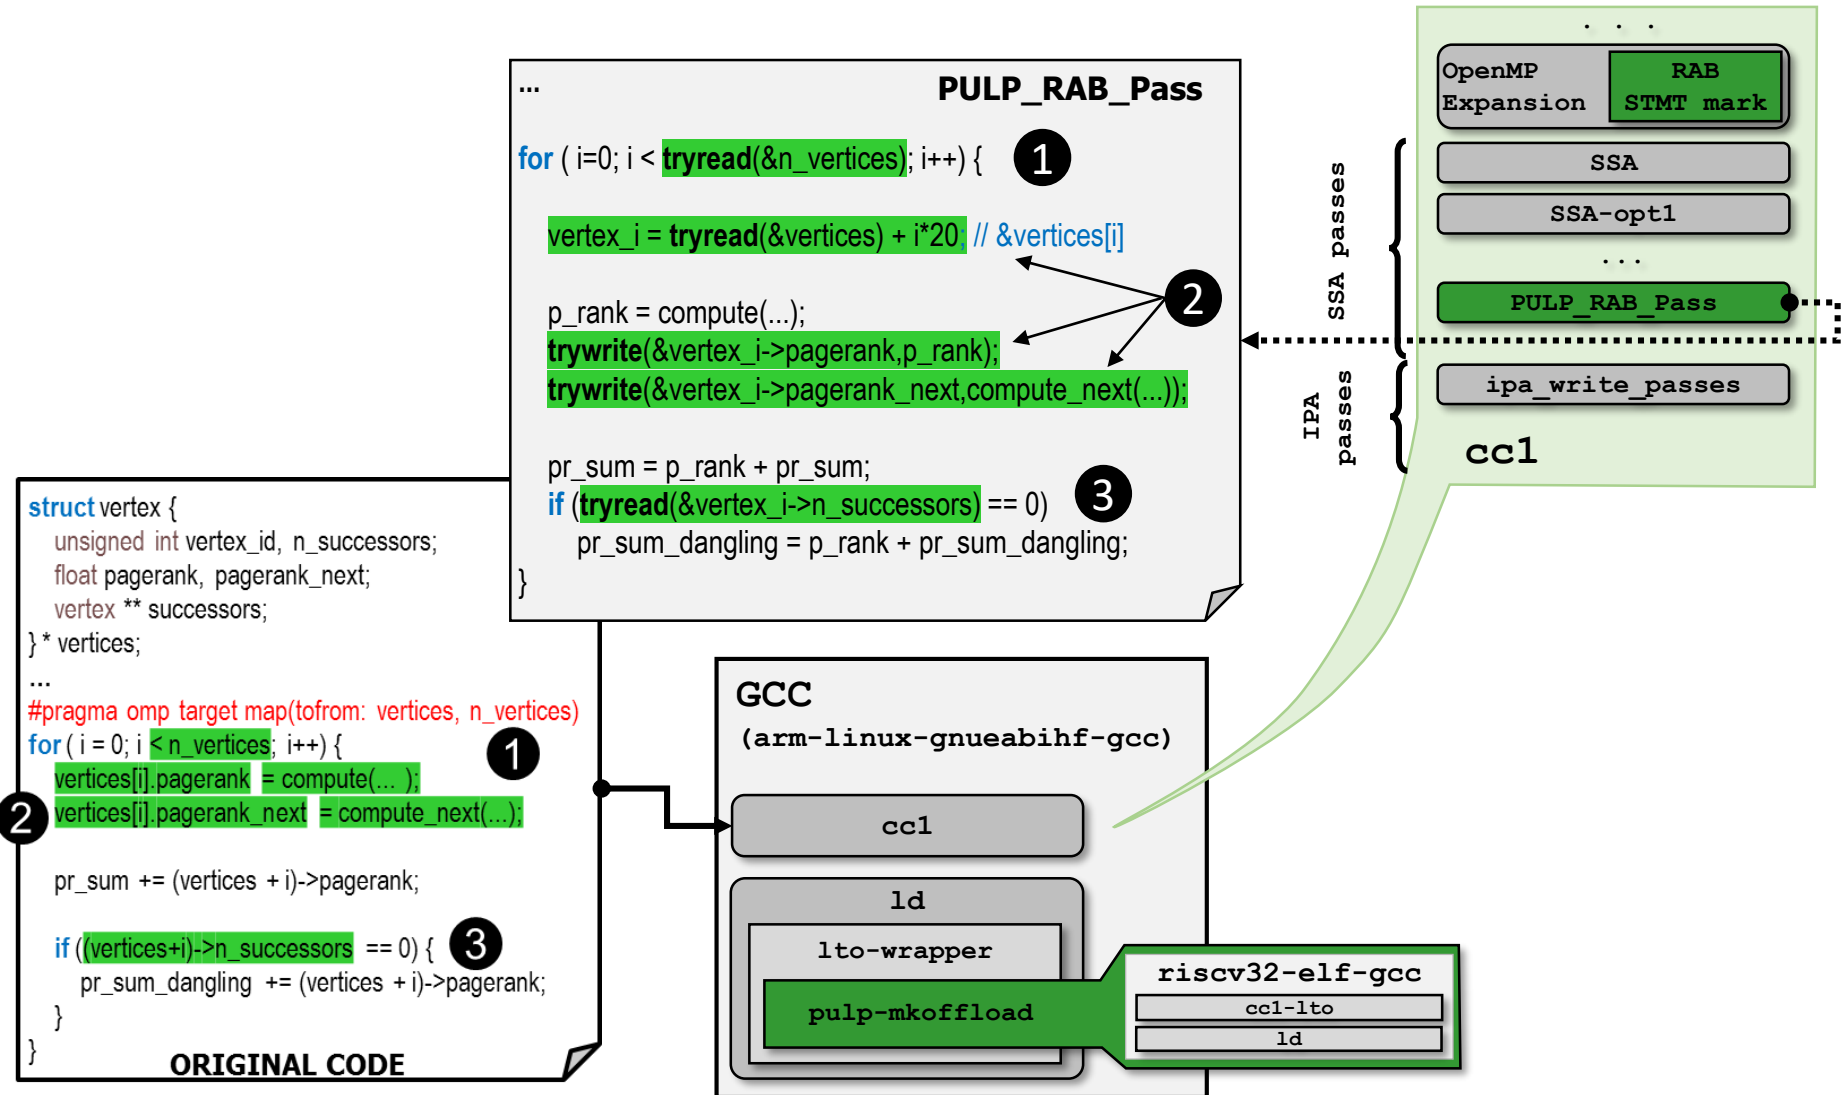 . . .
OpenMP
Expansion
RAB
STMT mark
SSA
SSA-opt1
...
PULP_RAB_Pass
ipa_write_passes
cc1
SSA passes
IPA
passes
...
PULP_RAB_Pass
for ( i=0; i < tryread(&n_vertices); i++) {
1
vertex_i = tryread(&vertices) + i*20; // &vertices[i]
2
p_rank = compute(...);
trywrite(&vertex_i->pagerank,p_rank);
trywrite(&vertex_i->pagerank_next,compute_next(...));
pr_sum = p_rank + pr_sum;
if (tryread(&vertex_i->n_successors) == 0)
3
pr_sum_dangling = p_rank + pr_sum_dangling;
}
struct vertex {
unsigned int vertex_id, n_successors;
float pagerank, pagerank_next;
vertex ** successors;
} * vertices;
...
#pragma omp target map(tofrom: vertices, n_vertices)
for ( i = 0; i < n_vertices; i++) {
1
vertices[i].pagerank = compute(... );
2
vertices[i].pagerank_next = compute_next(...);
pr_sum += (vertices + i)->pagerank;
if ((vertices+i)->n_successors == 0) {
3
pr_sum_dangling += (vertices + i)->pagerank;
}
}
ORIGINAL CODE
GCC
(arm-linux-gnueabihf-gcc)
cc1
ld
lto-wrapper
pulp-mkoffload
riscv32-elf-gcc
cc1-lto
ld